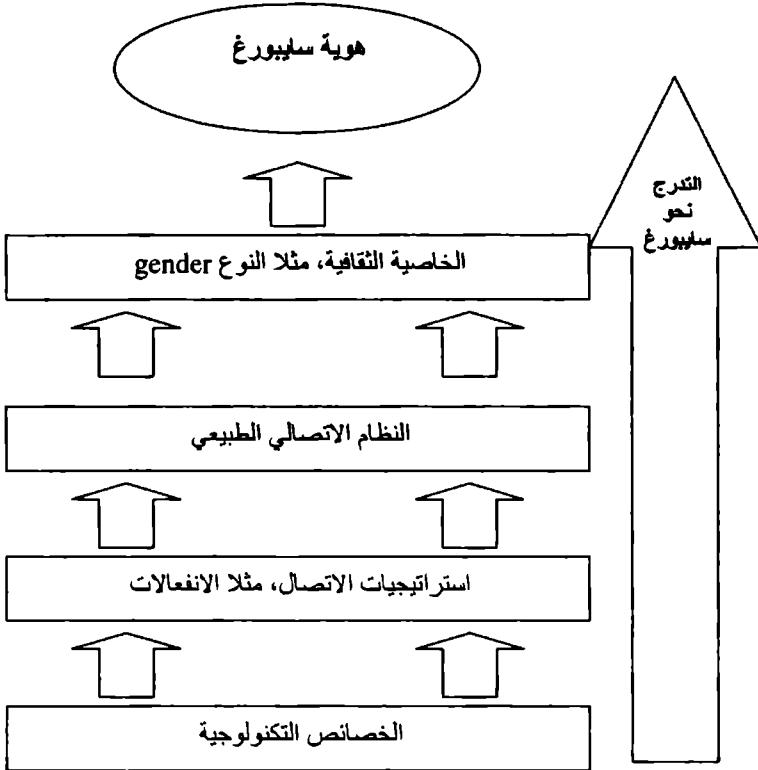 هوية سايبورغ
التدرج
نحو
سايبورغ
الخاصية الثقافية، مثلا النوع gender
النظام الاتصالي الطبيعي
استراتيجيات الاتصال، مثلا الانفعالات
الخصائص التكنولوجية